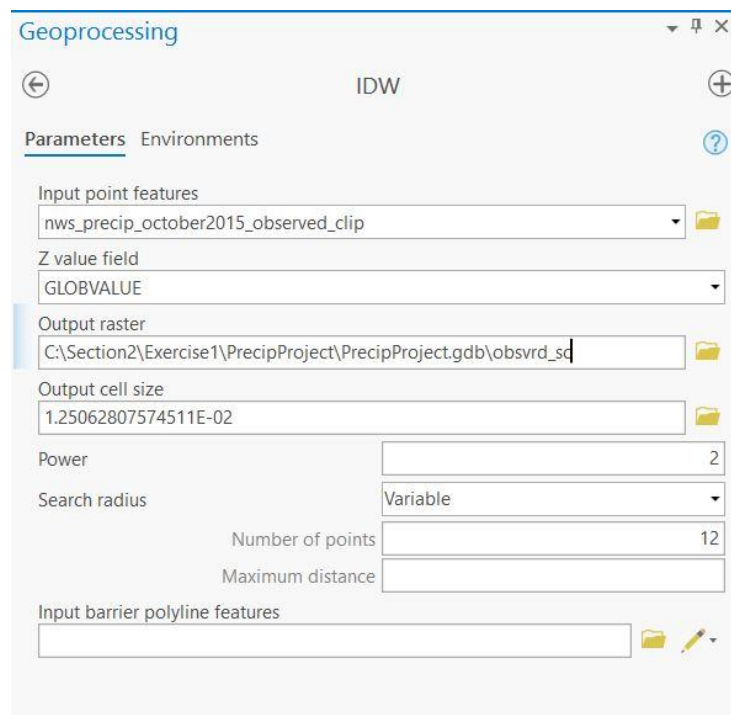 Geoprocessing
IDW
Parameters Environments
Input point features
nws_precip_october2015_observed_clip
Z value field
GLOBVALUE
Output raster
C:\Section2\Exercise1\PrecipProject\PrecipProject.gdb\obsvrd_sc
Output cell size
1.25062807574511E-02
Power 2
Search radius Variable
Number of points 12
Maximum distance
Input barrier polyline features